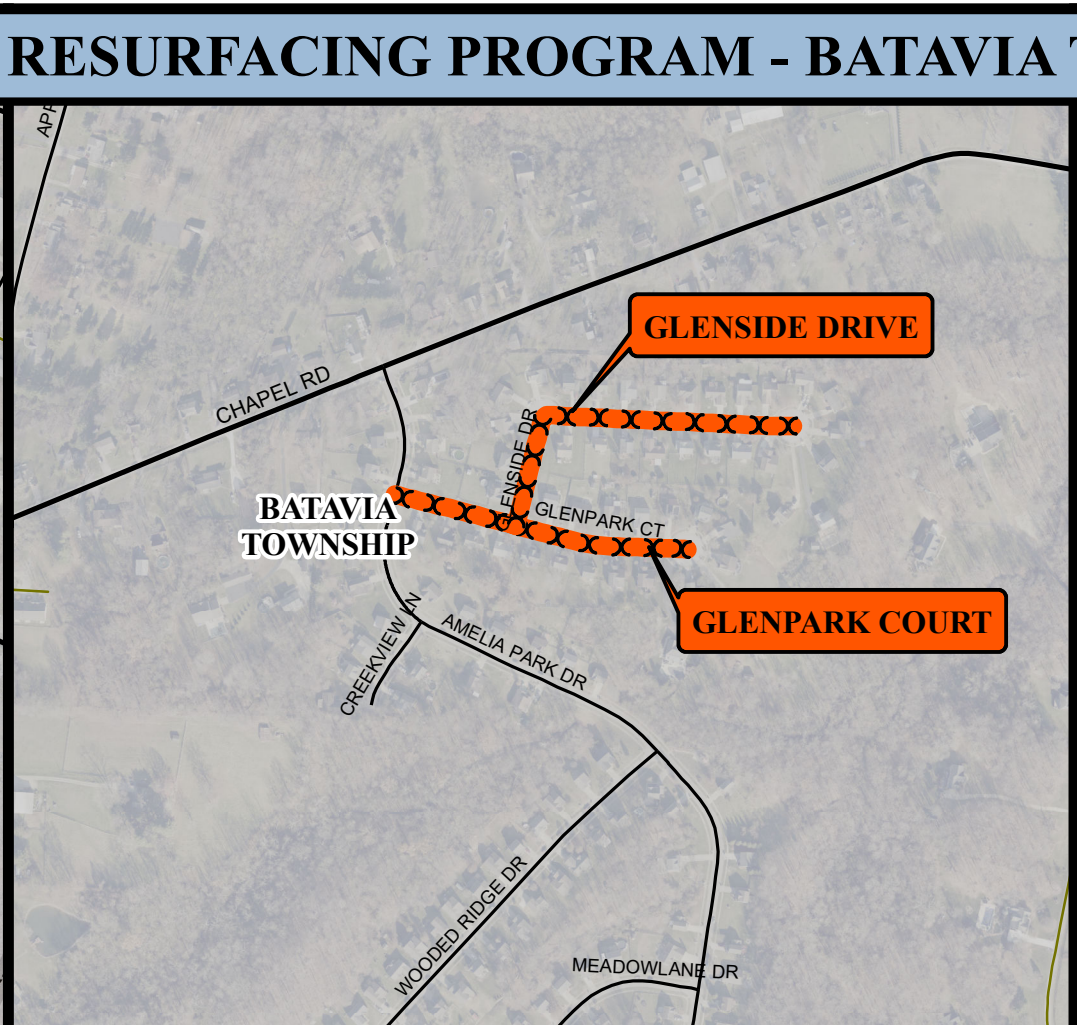 RESURFACING PROGRAM - BATAVIA
GLENSIDE DRIVE
CHAPEL RD
GLENSIDE DR
BATAVIA
TOWNSHIP
GLENPARK CT
GLENPARK COURT
CREEKVIEW LN
AMELIA PARK DR
WOODED RIDGE DR
MEADOWLANE DR